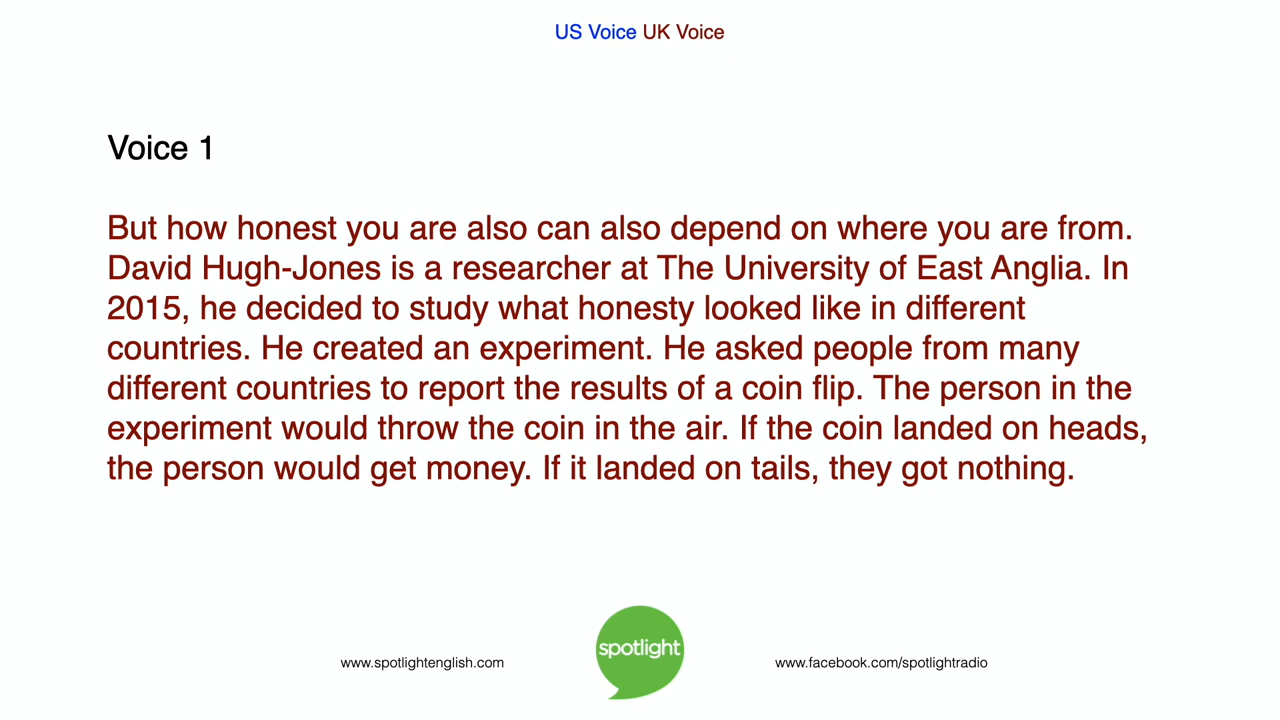 US Voice UK Voice
Voice 1
But how honest you are also can also depend on where you are from.
David Hugh-Jones is a researcher at The University of East Anglia. In
2015, he decided to study what honesty looked like in different
countries. He created an experiment. He asked people from many
different countries to report the results of a coin flip. The person in the
experiment would throw the coin in the air. If the coin landed on heads,
the person would get money. If it landed on tails, they got nothing.
spotlight
www.spotlightenglish.com
www.facebook.com/spotlightradio